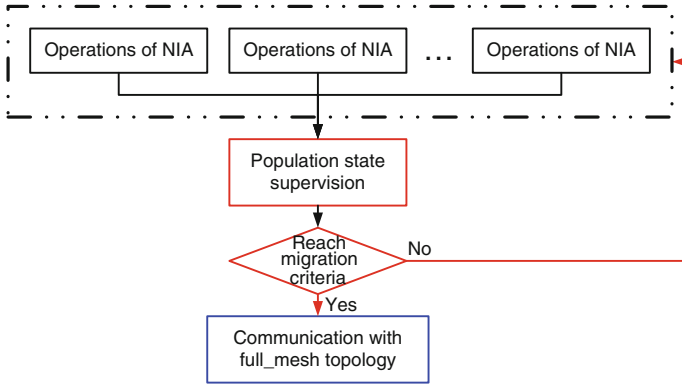 Operations of NIA
Operations of NIA
...
Operations of NIA
Population state
supervision
Reach
migration
criteria
No
Yes
Communication with
full_mesh topology